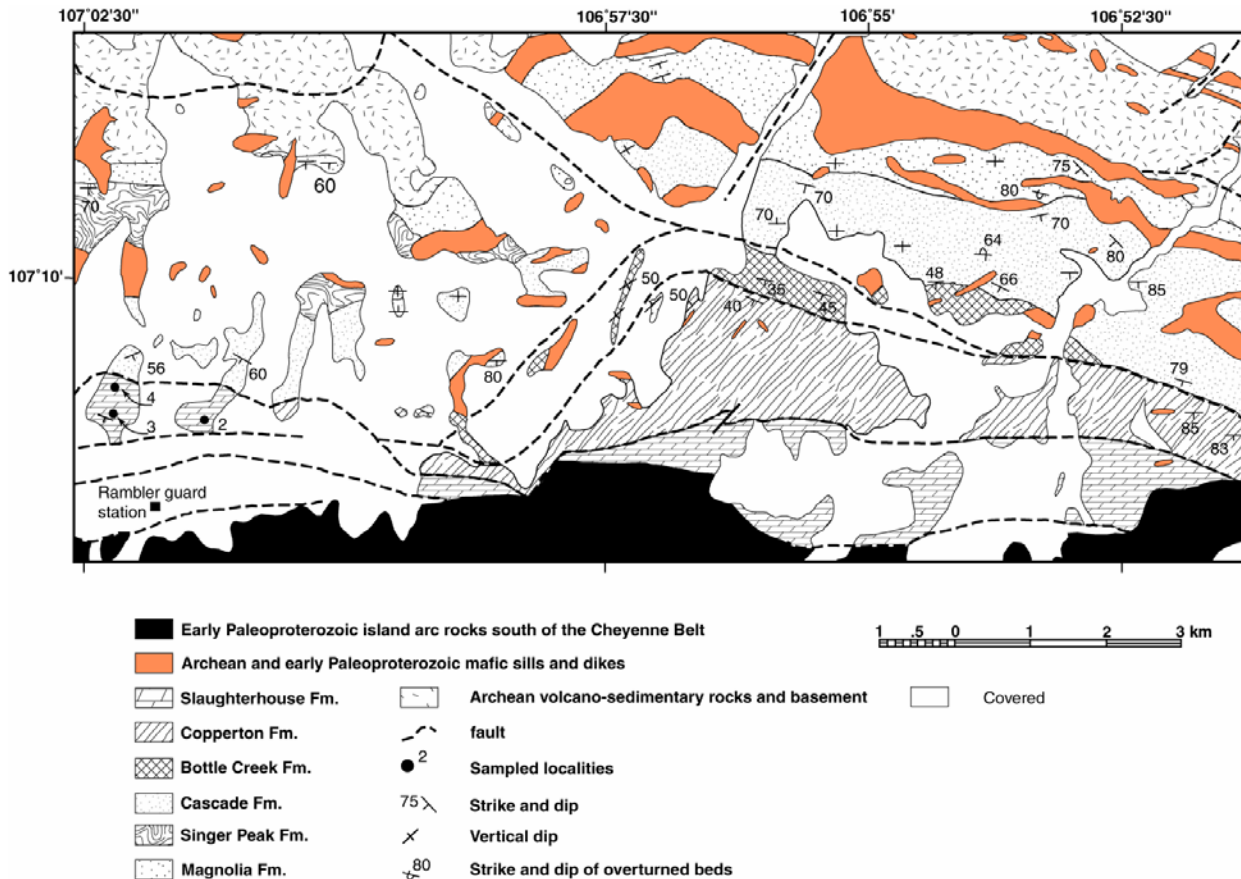 107°02'30" 106°57'30" 106°55' 106°52'30"
75
60
80
70
70
70
70
64
80
107°10'
50
48
66
85
50
36
40
45
56
60
80
79
4
3
2
85
83
Rambler guard
station
Early Paleoproterozoic island arc rocks south of the Cheyenne Belt
1 .5 0 1 2 3 km
Archean and early Paleoproterozoic mafic sills and dikes
Slaughterhouse Fm. Archean volcano-sedimentary rocks and basement Covered
Copperton Fm. fault
Bottle Creek Fm. 2 Sampled localities
Cascade Fm. 75 Strike and dip
Singer Peak Fm. Vertical dip
Magnolia Fm. 80 Strike and dip of overturned beds